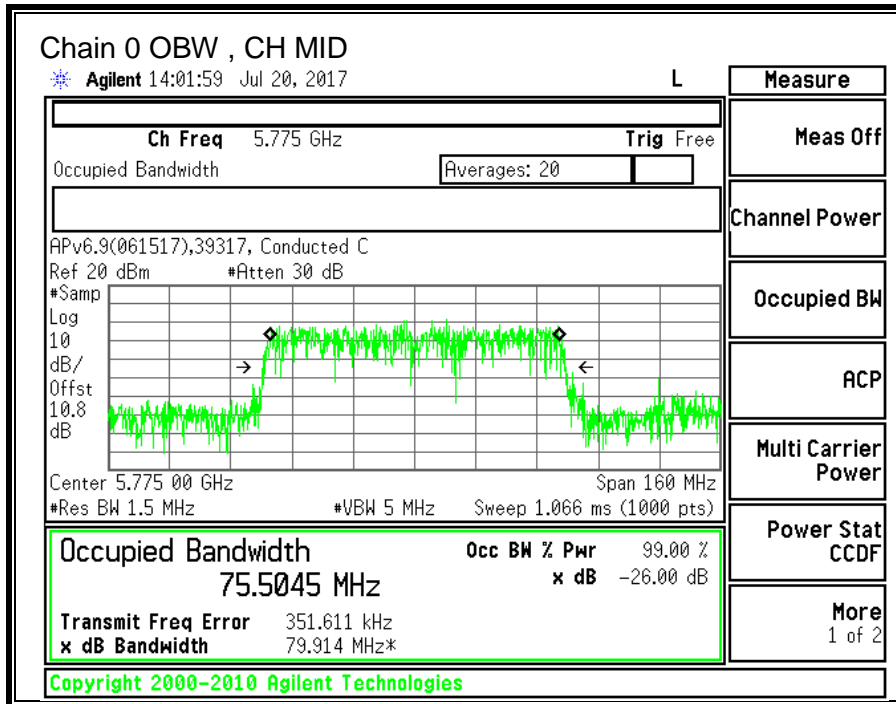 Chain 0 OBW , CH MID
Agilent 14:01:59 Jul 20, 2017 L
Measure
Ch Freq 5.775 GHz Trig Free
Meas Off
Occupied Bandwidth Averages: 20
Channel Power
APv6.9(061517),39317, Conducted C
Ref 20 dBm #Atten 30 dB
#Samp
Log
10
dB/
Offst
10.8
dB
Occupied BW
ACP
Center 5.775 00 GHz Span 160 MHz
#Res BW 1.5 MHz #VBW 5 MHz Sweep 1.066 ms (1000 pts)
Multi Carrier
Power
Occupied Bandwidth Occ BW % Pwr 99.00 %
75.5045 MHz x dB -26.00 dB
Power Stat
CCDF
Transmit Freq Error 351.611 kHz
x dB Bandwidth 79.914 MHz*
More
1 of 2
Copyright 2000-2010 Agilent Technologies